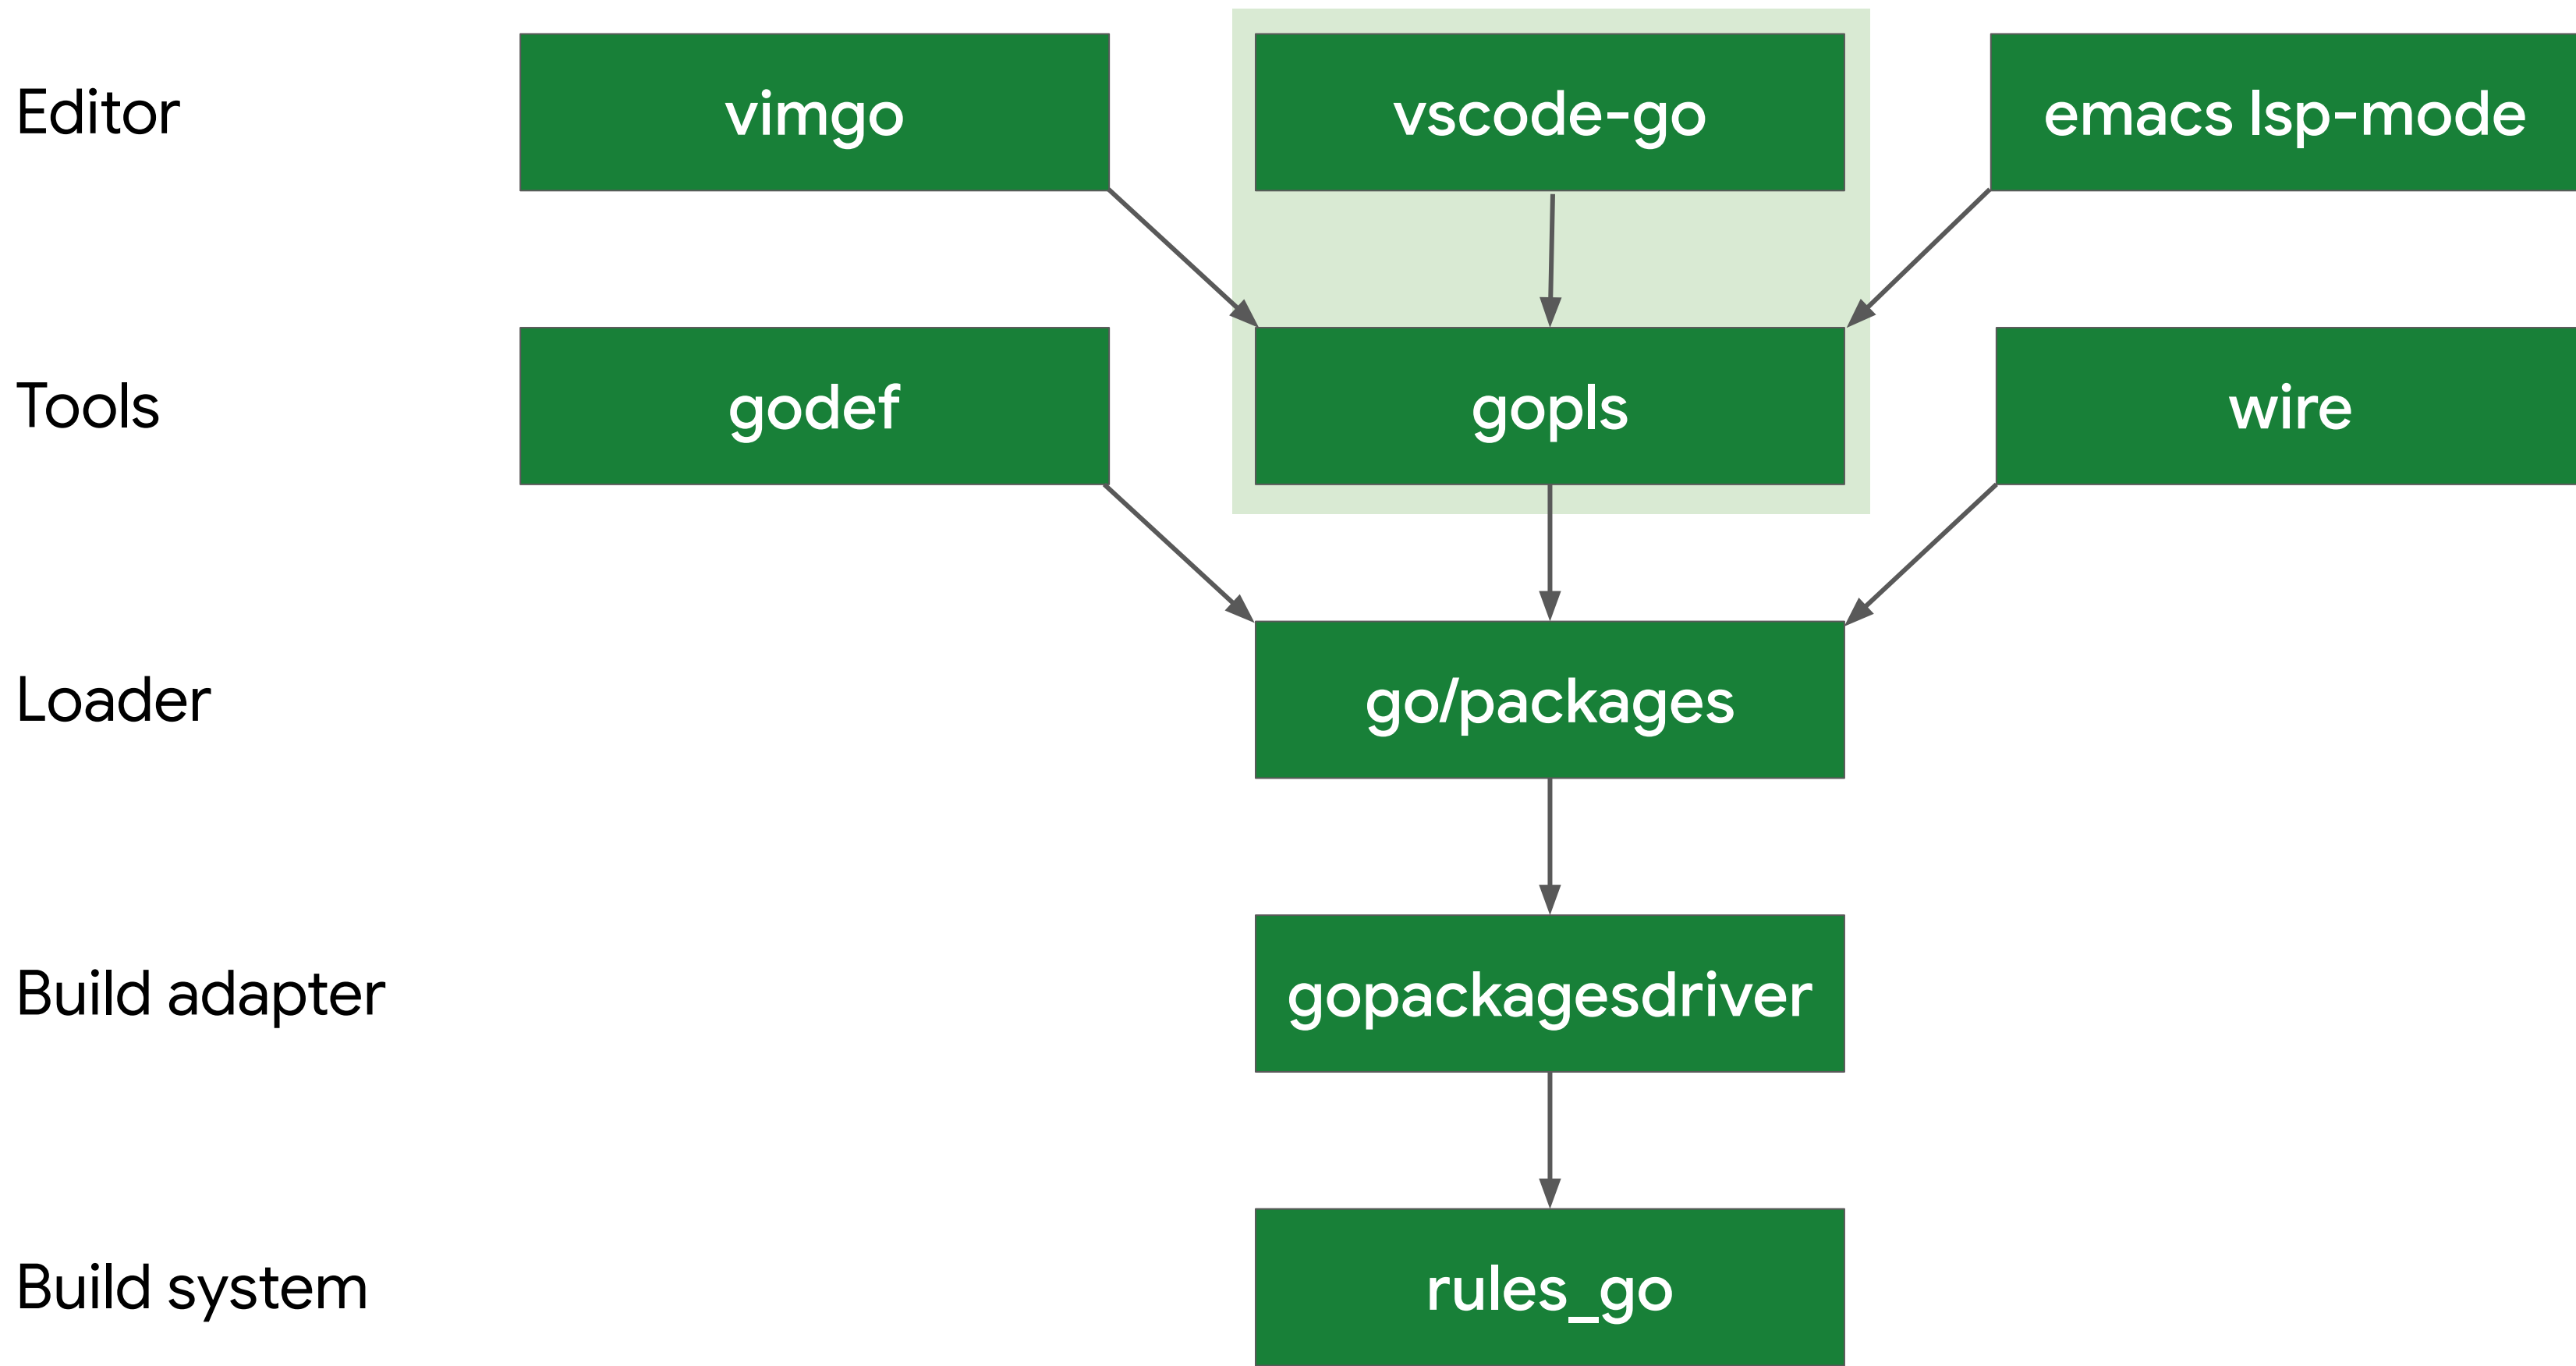 Editor
vimgo
vscode-go
emacs lsp-mode
Tools
godef
gopls
wire
Loader
go/packages
Build adapter
gopackagesdriver
Build system
rules_go